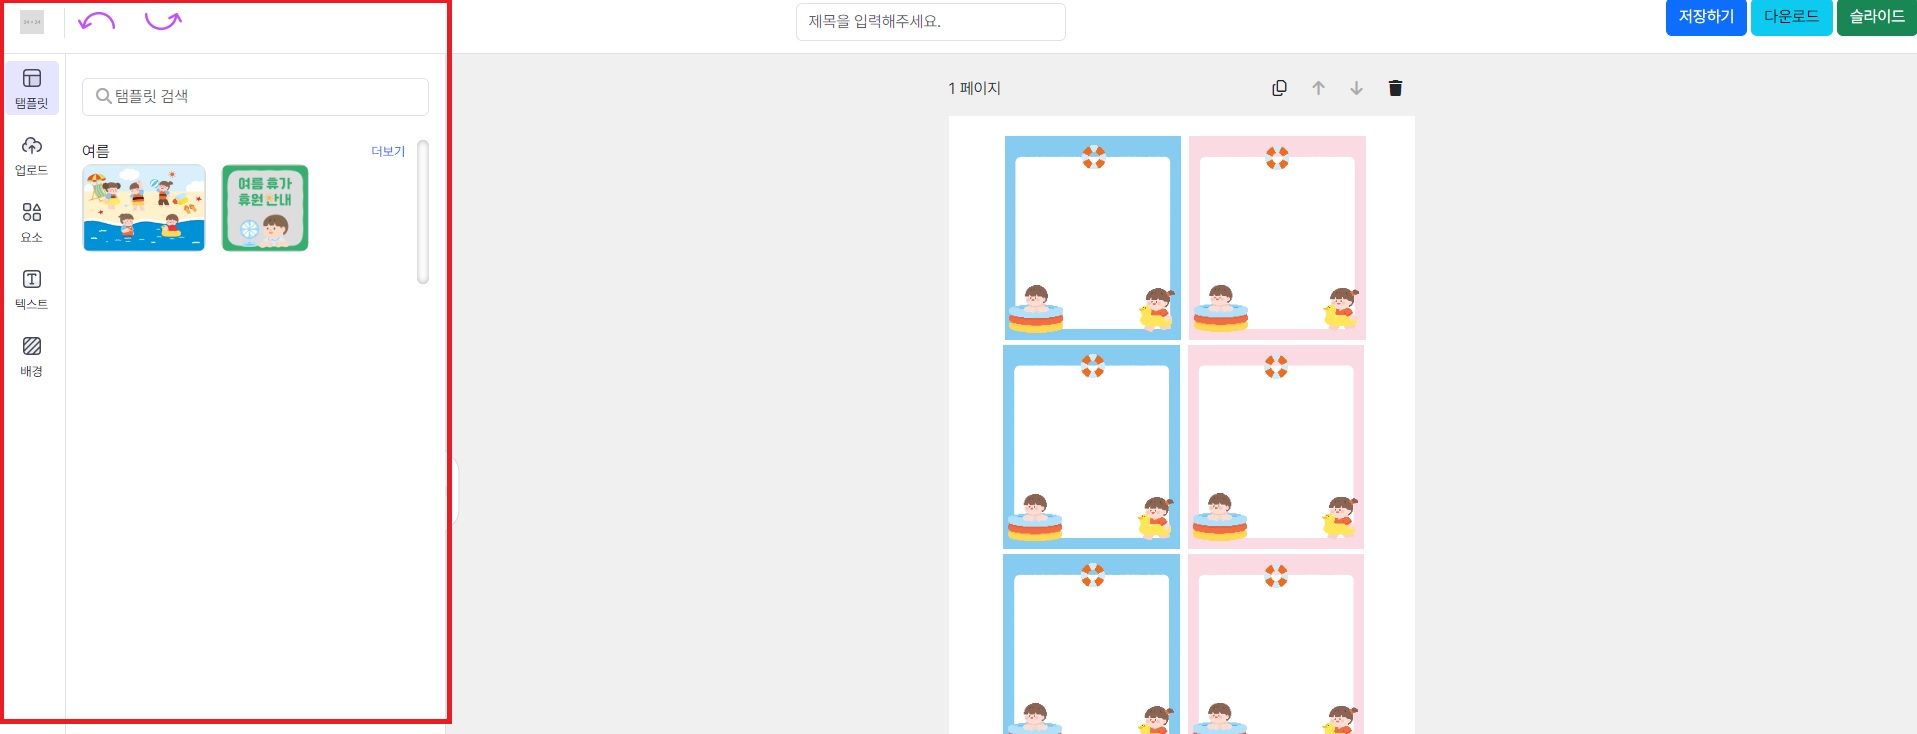 24 × 24
제목을 입력해주세요.
저장하기
다운로드
슬라이드
탬플릿
업로드
요소
텍스트
배경
탬플릿 검색
여름
더보기
여름 휴가
휴원 안내
1 페이지